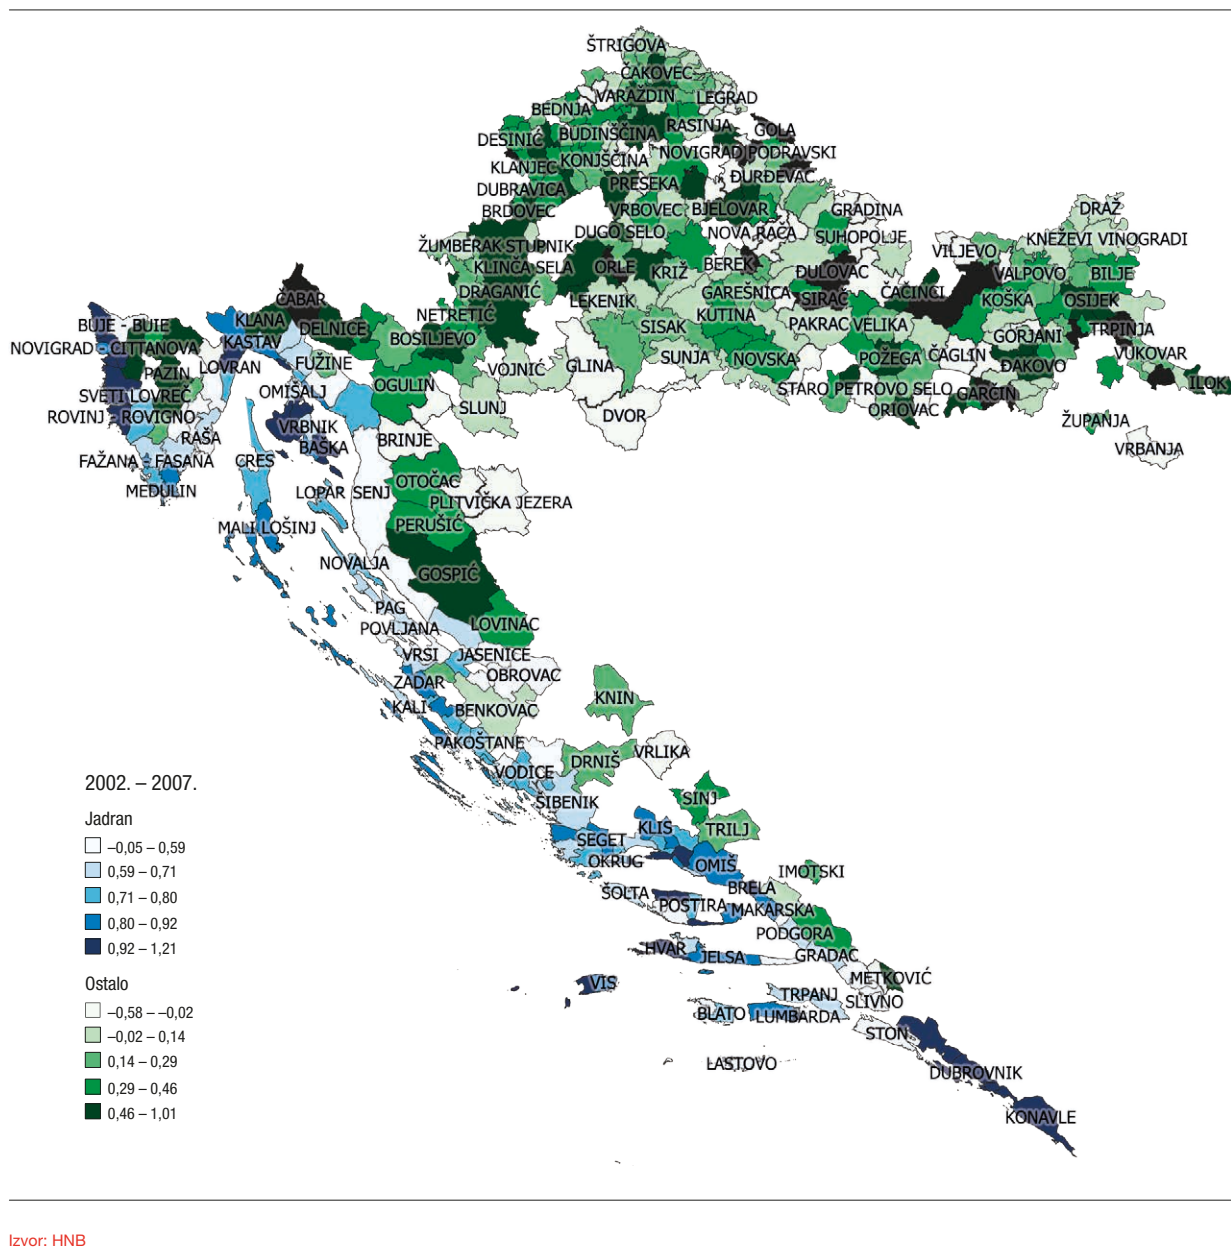 ŠTRIGOVA
ČAKOVEC
VARAŽDIN
LEGRAD
BEDNJA
RASINJA
GOLA
DESINIĆ
BUDINŠČINA
KLANJEC
KONJŠČINA
NOVIGRAD PODRAVSKI
DUBRAVICA
PRESEKA
ĐURĐEVAC
BRDOVEC
VRBOVEC
BJELOVAR
GRADINA
DRAŽ
ŽUMBERAK
STUPNIK
DUGO SELO
NOVA RAČA
SUHOPOLJE
VILJEVO
KNEŽEVI VINOGRADI
KLINČA SELA
ORLE
KRIŽ
BEREK
ĐULOVAC
VALPOVO
BILJE
ČABAR
DRAGANIĆ
LEKENIK
GAREŠNICA
SIRAČ
ČAČINCI
KOŠKA
OSIJEK
BUJE - BUIE
KLANA
DELNICE
NETRETIĆ
BOSILJEVO
SISAK
KUTINA
PAKRAC
VELIKA
GORJANI
TRPINJA
NOVIGRAD - CITTANOVA
KASTAV
FUŽINE
VOJNIĆ
GLINA
SUNJA
NOVSKA
POŽEGA
ČAGLIN
ĐAKOVO
VUKOVAR
PAZIN
LOVRAN
OMIŠALJ
OGULIN
STARO PETROVO SELO
GARČIN
ILOK
SVETI LOVREČ
ROVINJ - ROVIGNO
RAŠA
VRBNIK
BAŠKA
BRINJE
SLUNJ
DVOR
ORIOVAC
ŽUPANJA
VRBANJA
FAŽANA - FASANA
MEDULIN
CRES
LOPAR
SENJ
OTOČAC
PLITVIČKA JEZERA
MALI LOŠINJ
PERUŠIĆ
NOVALJA
GOSPIĆ
PAG
POVLJANA
LOVINAC
VRSI
JASENICE
ZADAR
OBROVAC
KALI
BENKOVAC
KNIN
PAKOŠTANE
VODICE
DRNIŠ
VRLIKA
ŠIBENIK
SINJ
SEGET
KLIS
TRILJ
OKRUG
OMIŠ
IMOTSKI
ŠOLTA
POSTIRA
BRELA
MAKARSKA
PODGORA
HVAR
JELSA
GRADAC
METKOVIĆ
VIS
TRPANJ
SLIVNO
BLATO
LUMBARDA
STON
LASTOVO
DUBROVNIK
KONAVLE
2002. – 2007.
Jadran
–0,05 – 0,59
0,59 – 0,71
0,71 – 0,80
0,80 – 0,92
0,92 – 1,21
Ostalo
–0,58 – –0,02
–0,02 – 0,14
0,14 – 0,29
0,29 – 0,46
0,46 – 1,01
Izvor: HNB